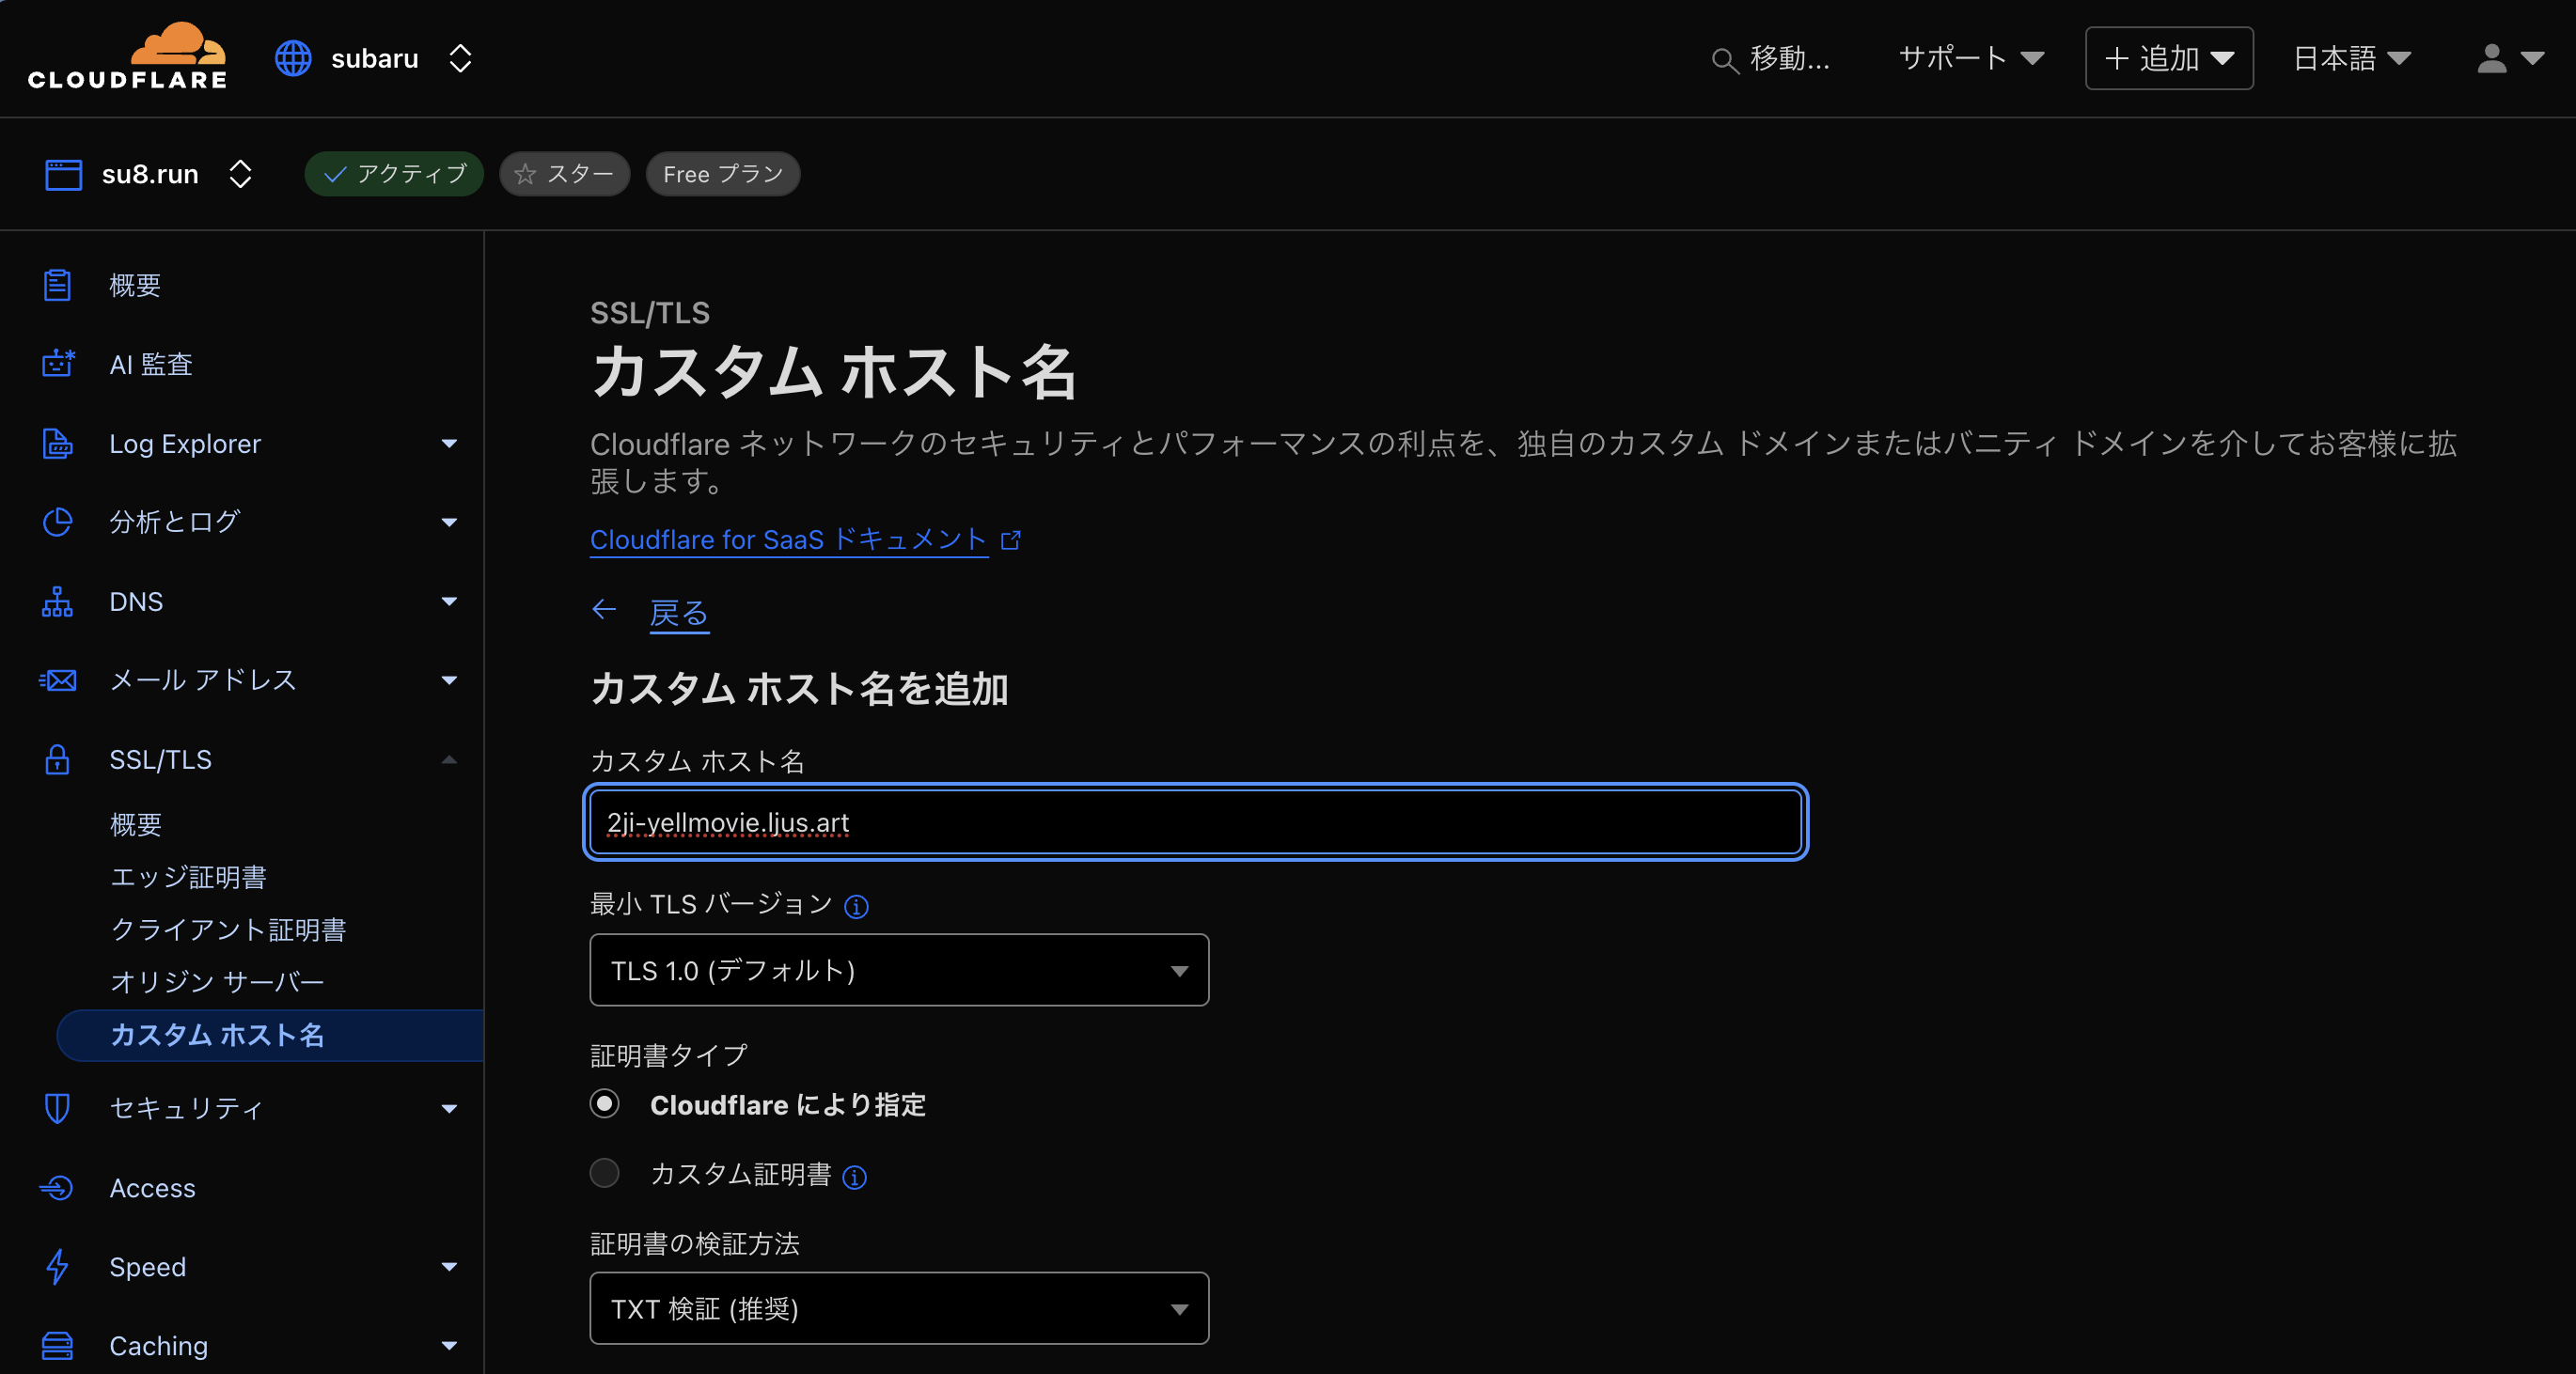 CLOUDFLARE
subaru
移動...
サポート
追加
日本語
su8.run
アクティブ
スター
Free プラン
概要
AI 監査
Log Explorer
分析とログ
DNS
メール アドレス
SSL/TLS
概要
エッジ証明書
クライアント証明書
オリジン サーバー
カスタム ホスト名
セキュリティ
Access
Speed
Caching
SSL/TLS
カスタム ホスト名
Cloudflare ネットワークのセキュリティとパフォーマンスの利点を、独自のカスタム ドメインまたはバニティ ドメインを介してお客様に拡
張します。
Cloudflare for SaaS ドキュメント
戻る
カスタム ホスト名を追加
カスタム ホスト名
2ji-yellmovie.ljus.art
最小 TLS バージョン
TLS 1.0 (デフォルト)
証明書タイプ
Cloudflare により指定
カスタム証明書
証明書の検証方法
TXT 検証 (推奨)